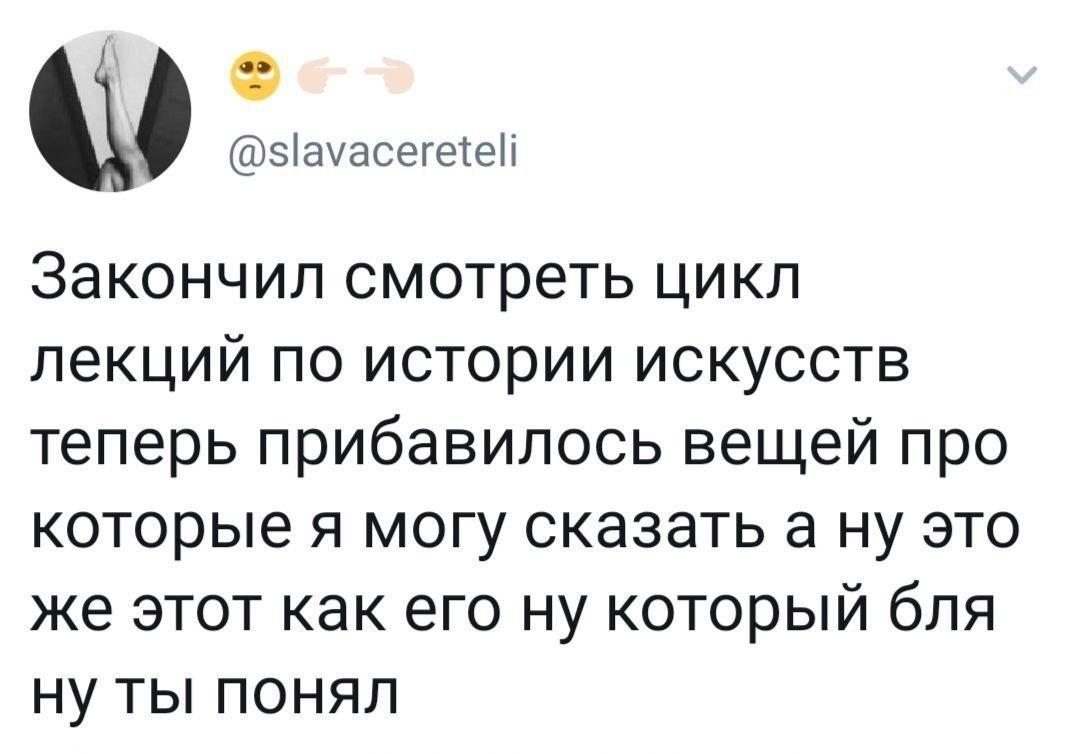 🥺👉🏻👈🏻
@slavacereteli
Закончил смотреть цикл
лекций по истории искусств
теперь прибавилось вещей про
которые я могу сказать а ну это
же этот как его ну который бля
ну ты понял